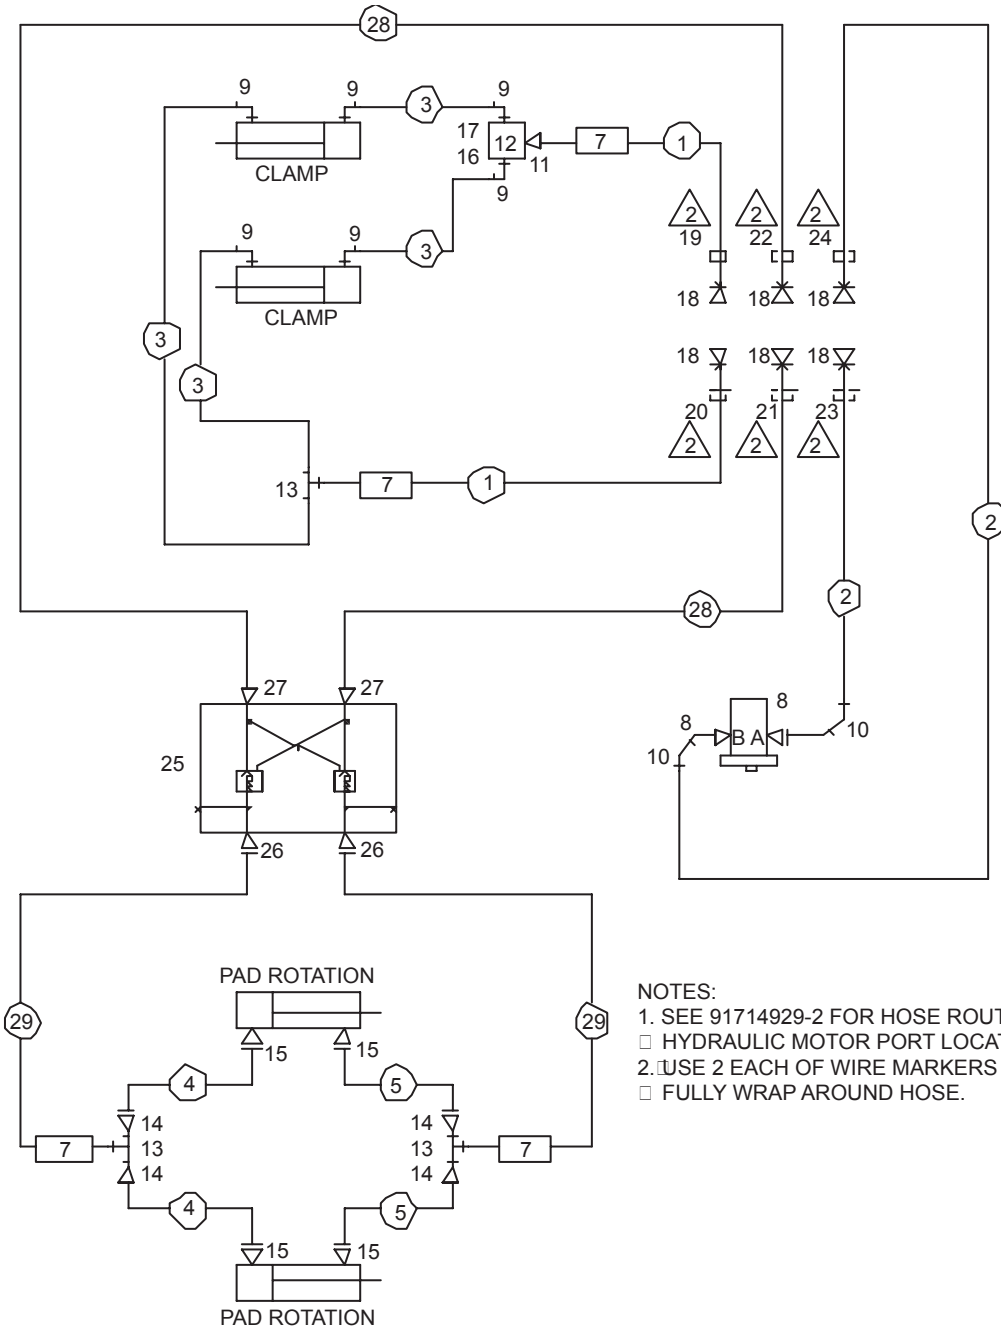 28
9 9 9
3 17 12 7 1
16 11
CLAMP 9
2 2 2
9 9 19 22 24
3
CLAMP 18 18 18
3 18 18 18
3
20 21 23
2 2 2
13 7 1
2
28 2
27 27
8 8
B A
10 10
25
26 26
PAD ROTATION
29 29
15 15
4 5
14 14
7 13 13 7
14 14
4 5
15 15
PAD ROTATION
NOTES:
1. SEE 91714929-2 FOR HOSE
HYDRAULIC MOTOR PORT
2. USE 2 EACH OF WIRE MARKERS
FULLY WRAP AROUND HOSE.